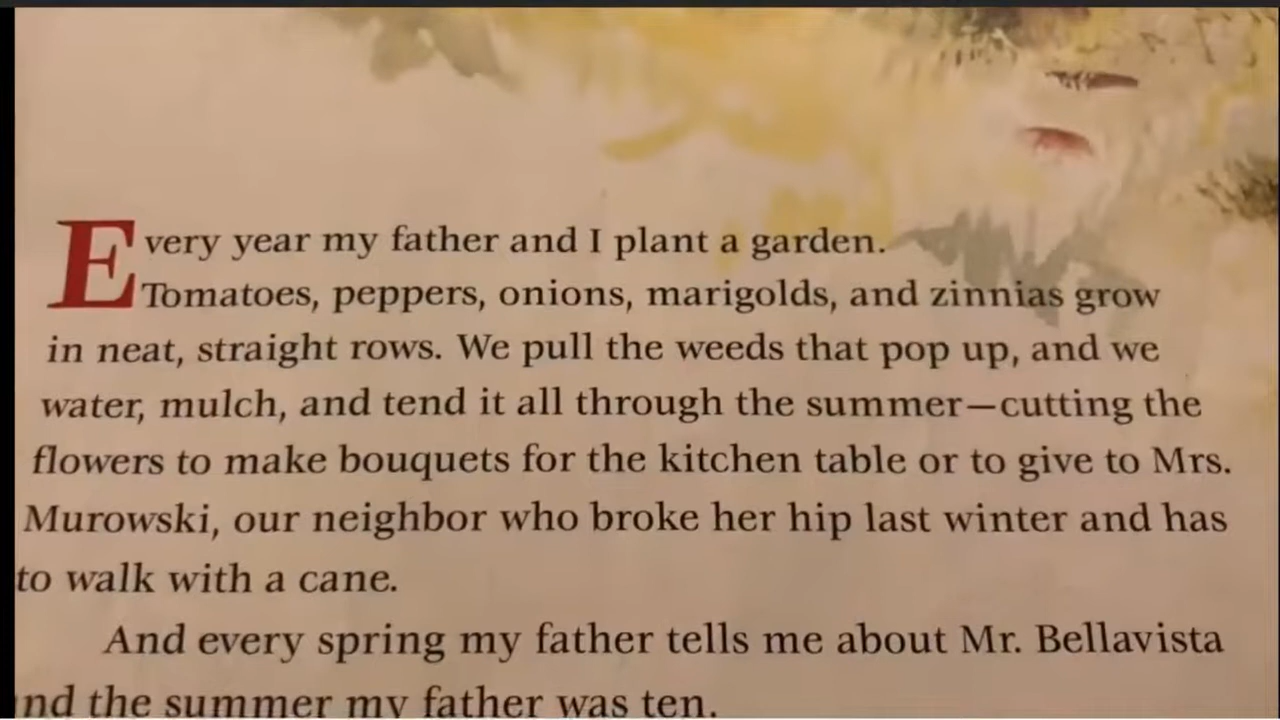 Every year my father and I plant a garden.
Tomatoes, peppers, onions, marigolds, and zinnias grow
in neat, straight rows. We pull the weeds that pop up, and we
water, mulch, and tend it all through the summer—cutting the
flowers to make bouquets for the kitchen table or to give to Mrs.
Murowski, our neighbor who broke her hip last winter and has
to walk with a cane.
And every spring my father tells me about Mr. Bellavista
nd the summer my father was ten.